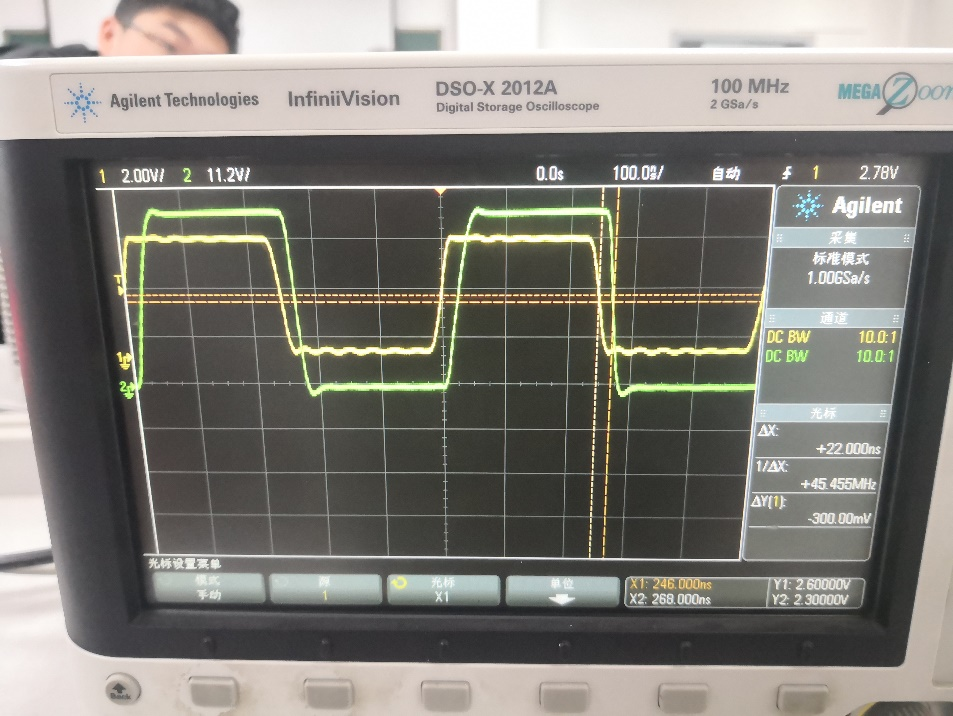 Agilent Technologies InfiniiVision DSO-X 2012A 100 MHz MEGA Zoom
Digital Storage Oscilloscope 2 GSa/s
1 2.00V/ 2 11.2V/ 0.0s 100.0s/ 自动 1 2.78V
Agilent
采集
标准模式
1.00GSa/s
通道
DC BW 10.0:1
DC BW 10.0:1
光标
ΔX:
+22.000ns
1/ΔX:
+45.455MHz
ΔY(1):
-300.00mV
T
1
2
光标设置菜单
模式 源 光标 单位
手动 1 X1
X1: 246.000ns Y1: 2.60000V
X2: 268.000ns Y2: 2.30000V
Back